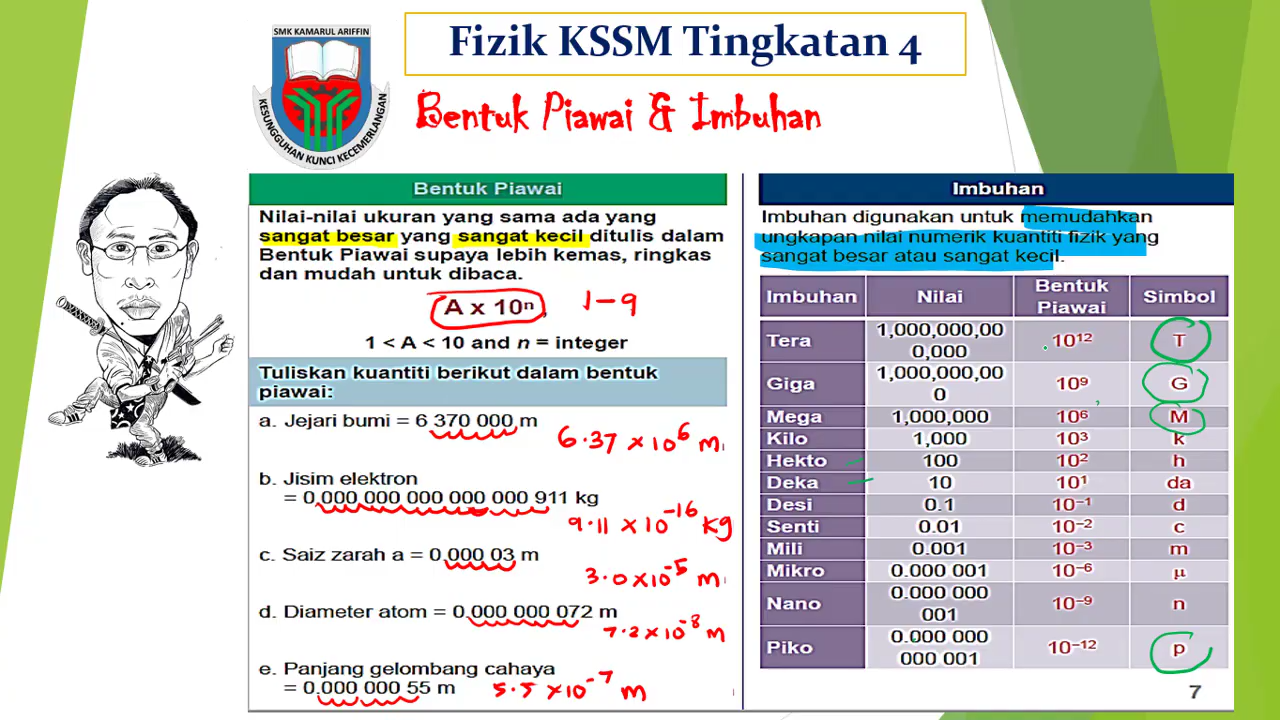 SMK KAMARUL ARIFFIN
KESUNGGUHAN KUNCI KECEMERLANGAN
Fizik KSSM Tingkatan 4
Bentuk Piawai & Imbuhan
Bentuk Piawai
Nilai-nilai ukuran yang sama ada yang
sangat besar yang sangat kecil ditulis dalam
Bentuk Piawai supaya lebih kemas, ringkas
dan mudah untuk dibaca.
A x 10ⁿ, 1 – 9
1 < A < 10 and n = integer
Tuliskan kuantiti berikut dalam bentuk
piawai:
a. Jejari bumi = 6 370 000 m
6.37 × 10⁶ m
b. Jisim elektron
= 0.000 000 000 000 000 911 kg
9.11 × 10⁻¹⁶ kg
c. Saiz zarah a = 0.000 03 m
3.0 × 10⁻⁵ m
d. Diameter atom = 0.000 000 072 m
7.2 × 10⁻⁸ m
e. Panjang gelombang cahaya
= 0.000 000 55 m
5.5 × 10⁻⁷ m
Imbuhan
Imbuhan digunakan untuk memudahkan
ungkapan nilai numerik kuantiti fizik yang
sangat besar atau sangat kecil.
Imbuhan Nilai Bentuk Piawai Simbol
Tera 1,000,000,00 10¹² T
0,000
Giga 1,000,000,00 10⁹ G
0
Mega 1,000,000 10⁶ M
Kilo 1,000 10³ k
Hekto 100 10² h
Deka 10 10¹ da
Desi 0.1 10⁻¹ d
Senti 0.01 10⁻² c
Mili 0.001 10⁻³ m
Mikro 0.000 001 10⁻⁶ µ
Nano 0.000 000 10⁻⁹ n
001
Piko 0.000 000 10⁻¹² p
000 001
7